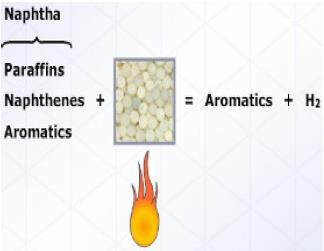 Naphtha
Paraffins
Naphthenes + = Aromatics + H₂
Aromatics